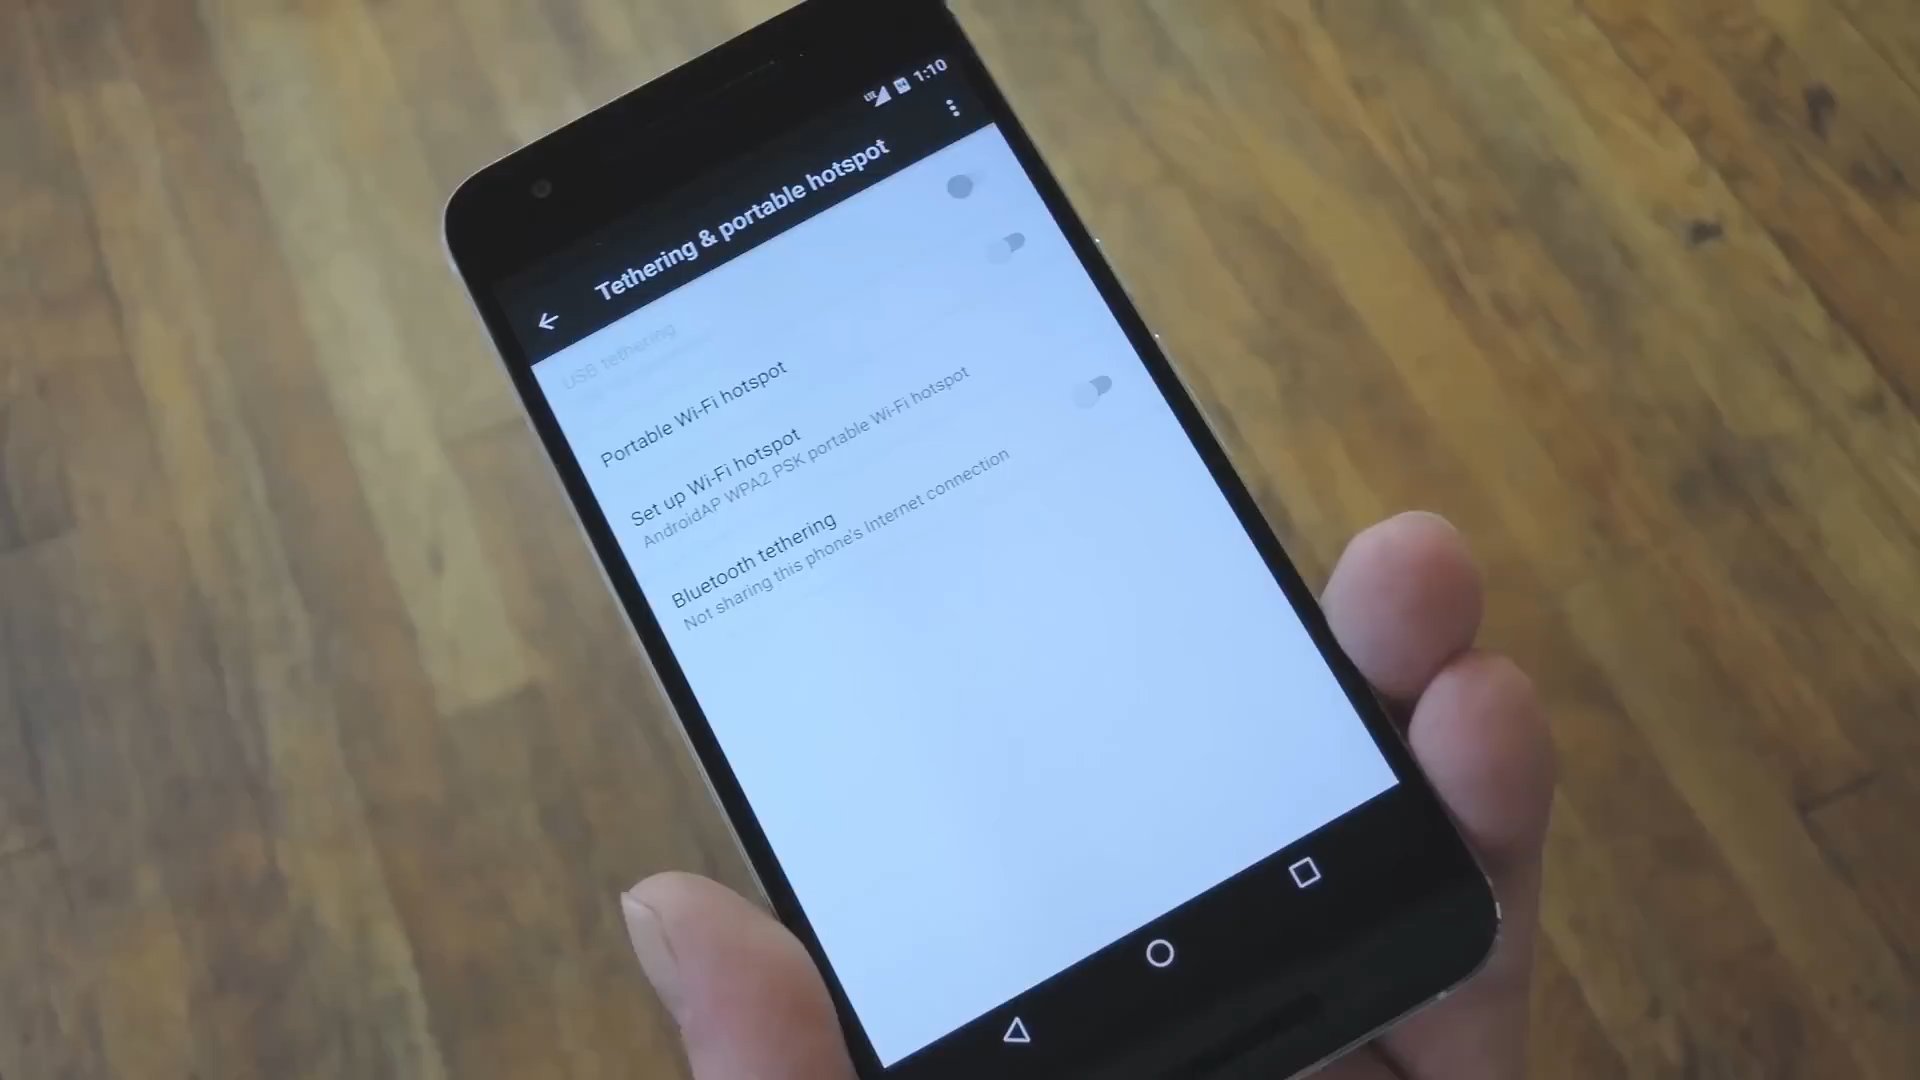 LTE 1:10
Tethering & portable hotspot
USB tethering
Portable Wi-Fi hotspot
Set up Wi-Fi hotspot
AndroidAP WPA2 PSK portable Wi-Fi hotspot
Bluetooth tethering
Not sharing this phone's Internet connection